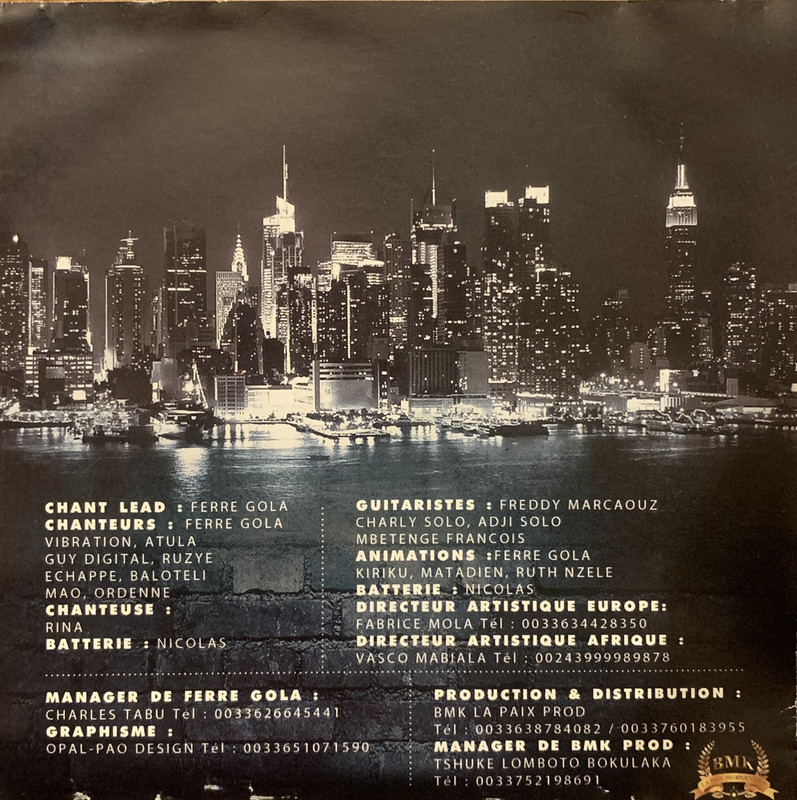 CHANT LEAD : FERRE GOLA
CHANTEURS : FERRE GOLA
VIBRATION, ATULA
GUY DIGITAL, RUZYE
ECHAPPE, BALOTELI
MAO, ORDENNE
CHANTEUSE :
RINA
BATTERIE : NICOLAS
GUITARISTES : FREDDY MARCAOUZ
CHARLY SOLO, ADJI SOLO
MBETENGE FRANCOIS
ANIMATIONS :FERRE GOLA
KIRIKU, MATADIEN, RUTH NZELE
BATTERIE : NICOLAS
DIRECTEUR ARTISTIQUE EUROPE:
FABRICE MOLA Tél : 0033634428350
DIRECTEUR ARTISTIQUE AFRIQUE :
VASCO MABIALA Tél : 00243999989878
MANAGER DE FERRE GOLA :
CHARLES TABU Tél : 0033626645441
GRAPHISME :
OPAL-PAO DESIGN Tél : 0033651071590
PRODUCTION & DISTRIBUTION :
BMK LA PAIX PROD
Tél : 0033638784082 / 0033760183955
MANAGER DE BMK PROD :
TSHUKE LOMBOTO BOKULAKA
Tél : 0033752198691
BMK